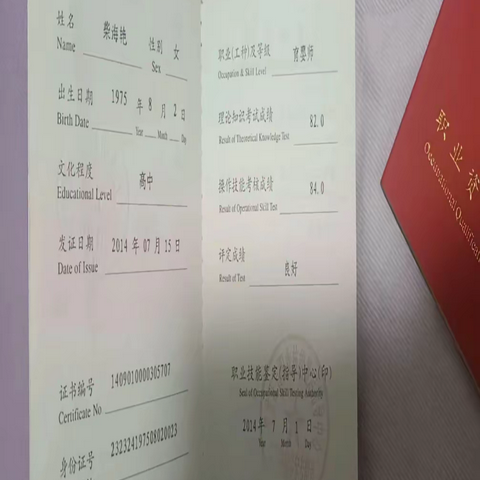 姓名 柴海艳 性别 女
Name Sex
出生日期 1975 年 8 月 2 日
Birth Date Year Month Day
文化程度 高中
Educational Level
发证日期 2014 年 07 月 15 日
Date of Issue
证书编号 1409010000305707
Certificate No
身份证号 232324197508020023
职业(工种)及等级 育婴师
Occupation & Skill Level
理论知识考试成绩 82.0
Result of Theoretical Knowledge Test
操作技能考核成绩 84.0
Result of Operational Skill Test
评定成绩 良好
Result of Test
职业技能鉴定(指导)中心(印)
Seal of Occupational Skill Testing Authority
2014 年 7 月 1 日
Year Month Day
职业资
Occupational Qualific